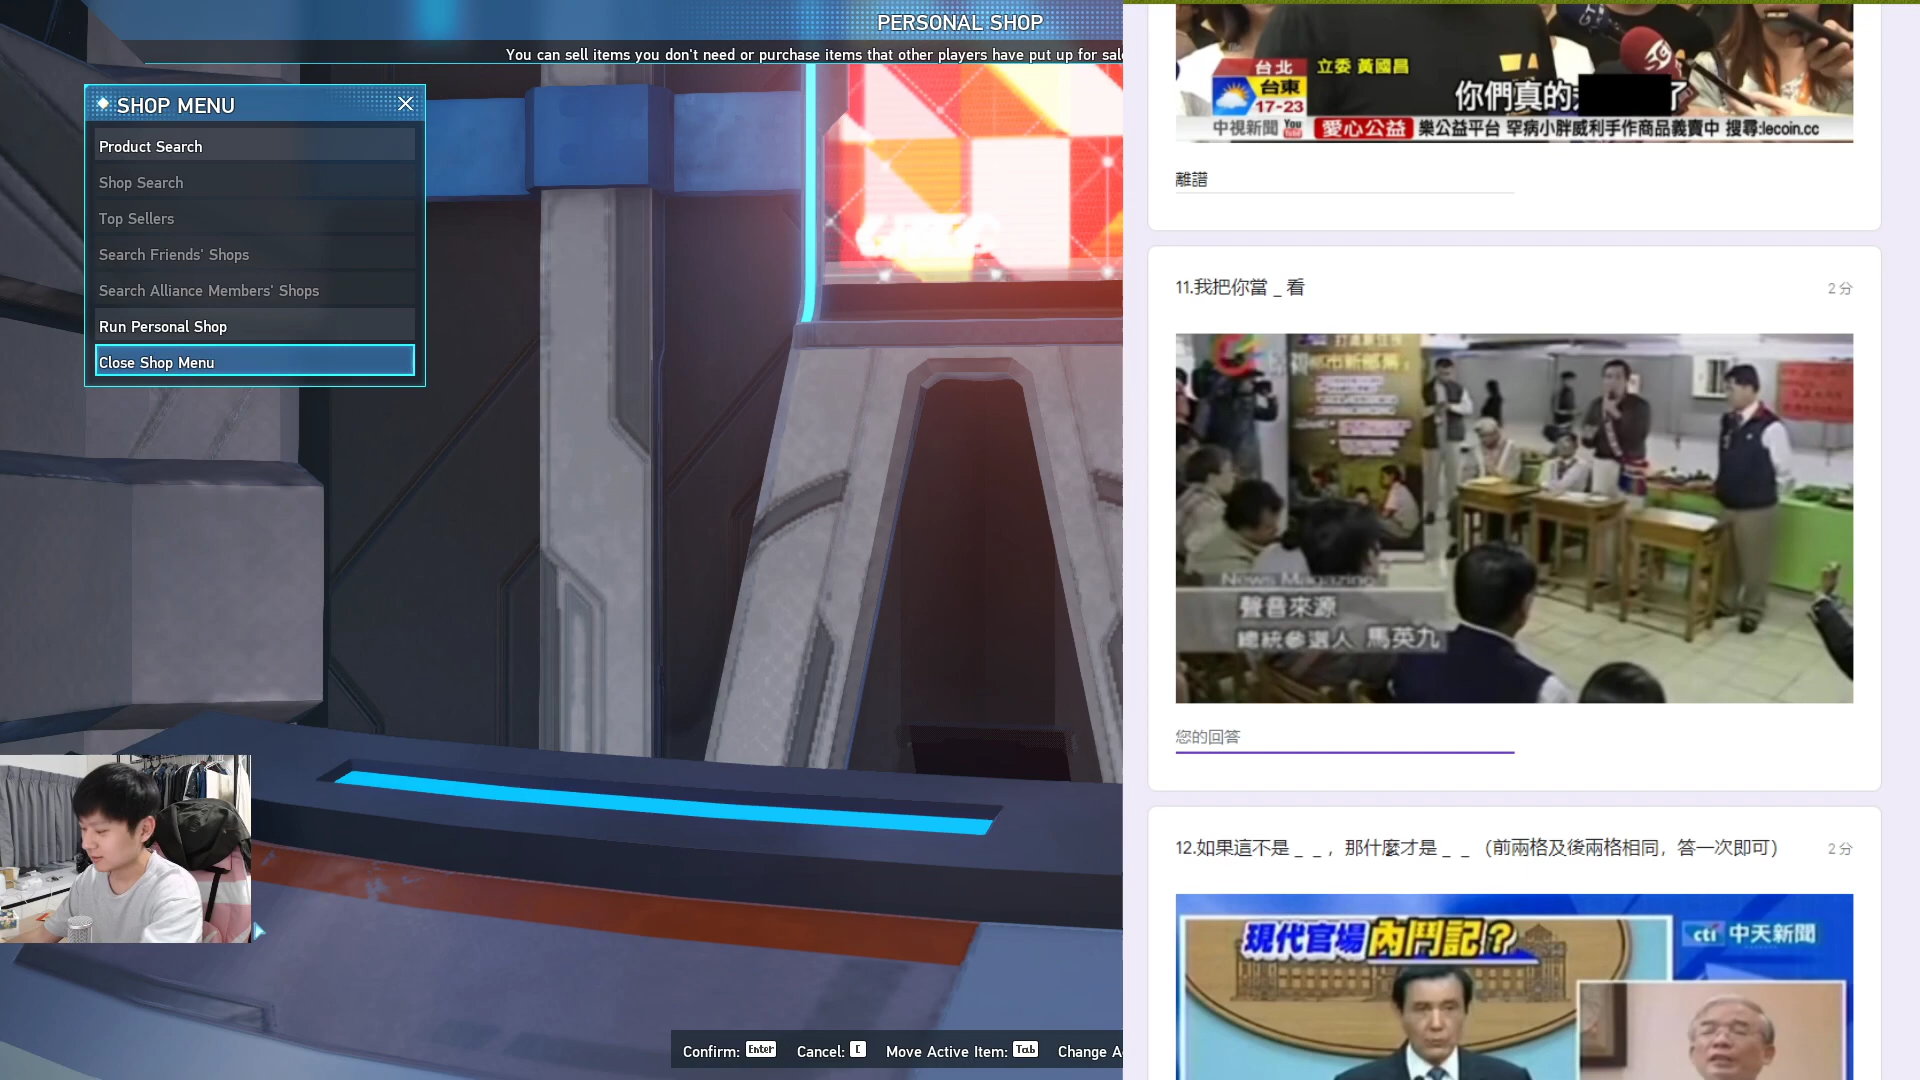 PERSONAL SHOP
You can sell items you don't need or purchase items that other players have put up for sal
SHOP MENU
Product Search
Shop Search
Top Sellers
Search Friends' Shops
Search Alliance Members' Shops
Run Personal Shop
Close Shop Menu
Confirm: Enter
Cancel: E
Move Active Item: Tab
Change A
台北
台東
17-23
立委 黃國昌
你們真的
了
中視新聞 You
愛心公益 樂公益平台 罕病小胖威利手作商品義賣中 搜尋:lecoin.cc
離譜
11.我把你當 _ 看
2 分
News Magazine
聲音來源
總統參選人 馬英九
您的回答
12.如果這不是 _ _ ，那什麼才是 _ _ （前兩格及後兩格相同，答一次即可）
2 分
現代官場內鬥記?
cti 中天新聞